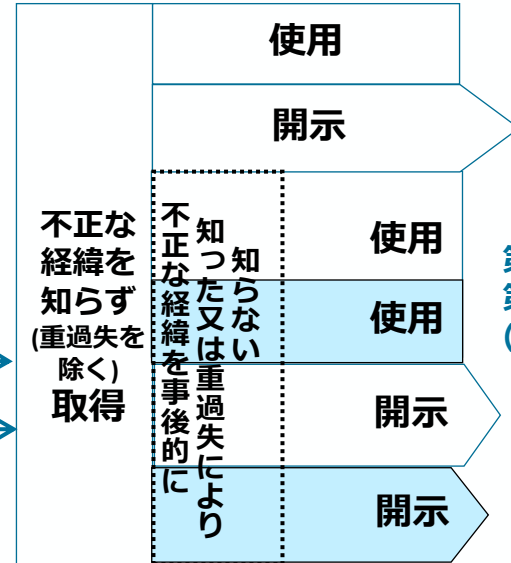 使用
開示
不正な
経緯を
知らず
(重過失を
除く)
取得
不正な経緯を事後的に
知った又は重過失により
知らない
使用
使用
開示
開示